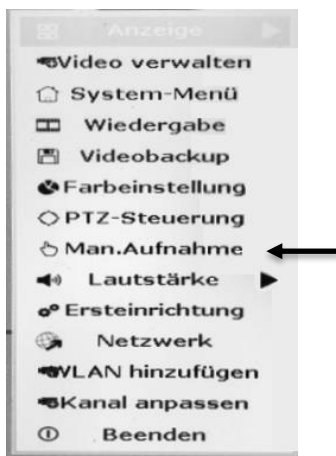 Anzeige
Video verwalten
System-Menü
Wiedergabe
Videobackup
Farbeinstellung
PTZ-Steuerung
Man.Aufnahme
Lautstärke
Ersteinrichtung
Netzwerk
WLAN hinzufügen
Kanal anpassen
Beenden